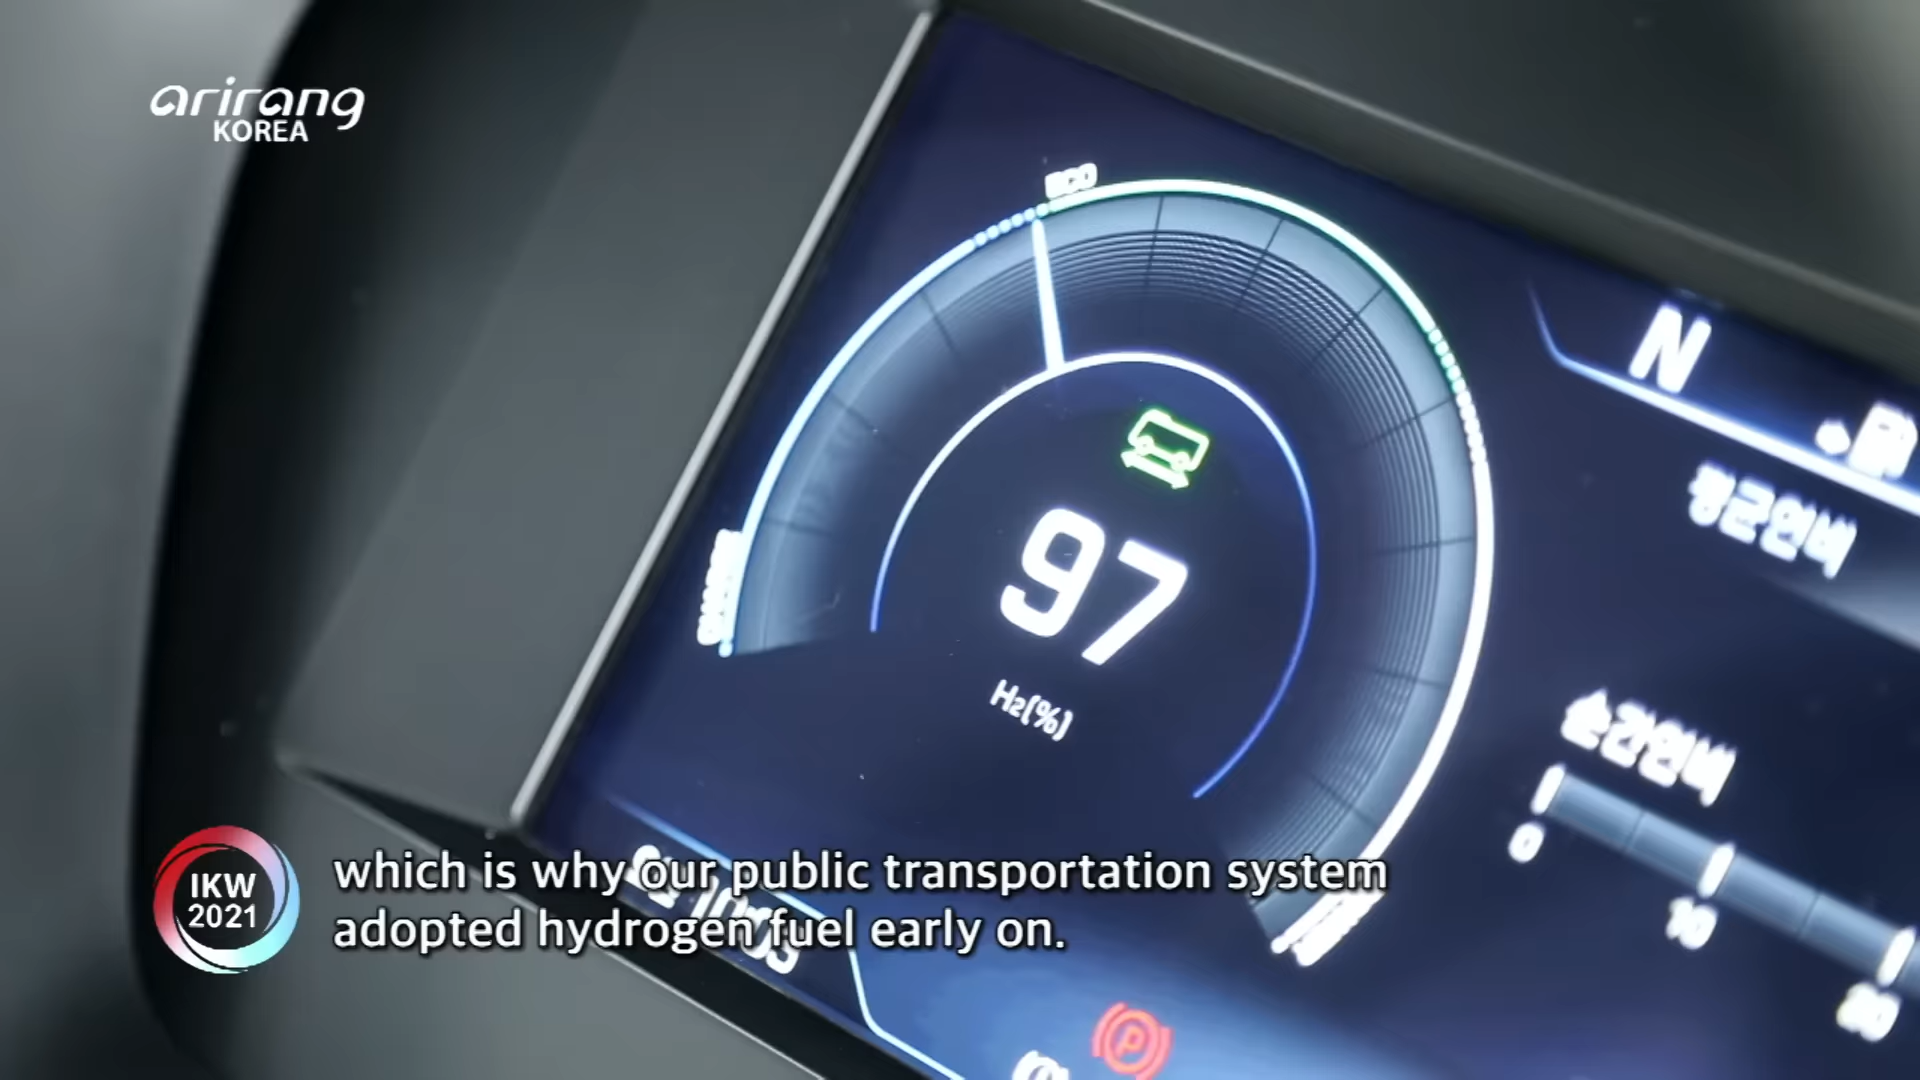 arirang
KOREA
ECO
N
평균연비
97
H2(%)
순간연비
0
10
20
IKW
2021
which is why our public transportation system
adopted hydrogen fuel early on.
P